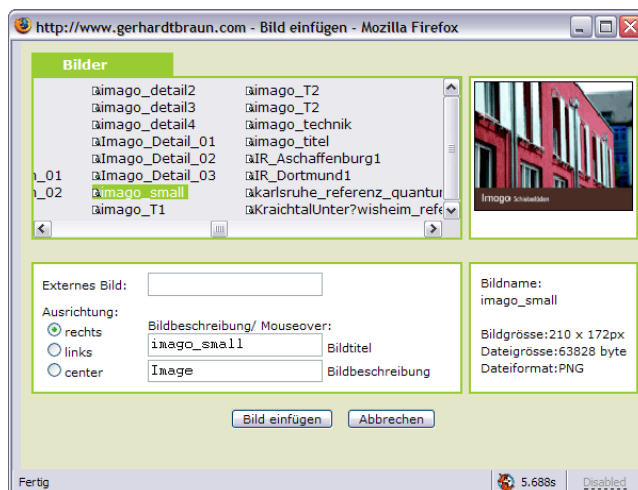 http://www.gerhardtbraun.com - Bild einfügen - Mozilla Firefox
Bilder
imago_detail2 imago_T2
imago_detail3 imago_T2
imago_detail4 imago_technik
Imago_Detail_01 imago_titel
Imago_Detail_02 IR_Aschaffenburg1
_01 Imago_Detail_03 IR_Dortmund1
_02 imago_small karlsruhe_referenz_quantur
imago_T1 KraichtalUnter?wisheim_refe
Imago Schiebeläden
Externes Bild:
Ausrichtung:
rechts
links
center
Bildbeschreibung/ Mouseover:
imago_small Bildtitel
Image Bildbeschreibung
Bildname:
imago_small
Bildgrösse:210 x 172px
Dateigrösse:63828 byte
Dateiformat:PNG
Bild einfügen Abbrechen
Fertig 5.688s Disabled